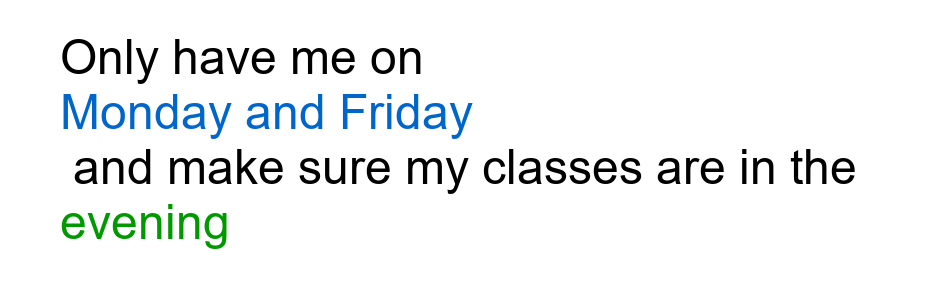 Only have me on
Monday and Friday
and make sure my classes are in the
evening